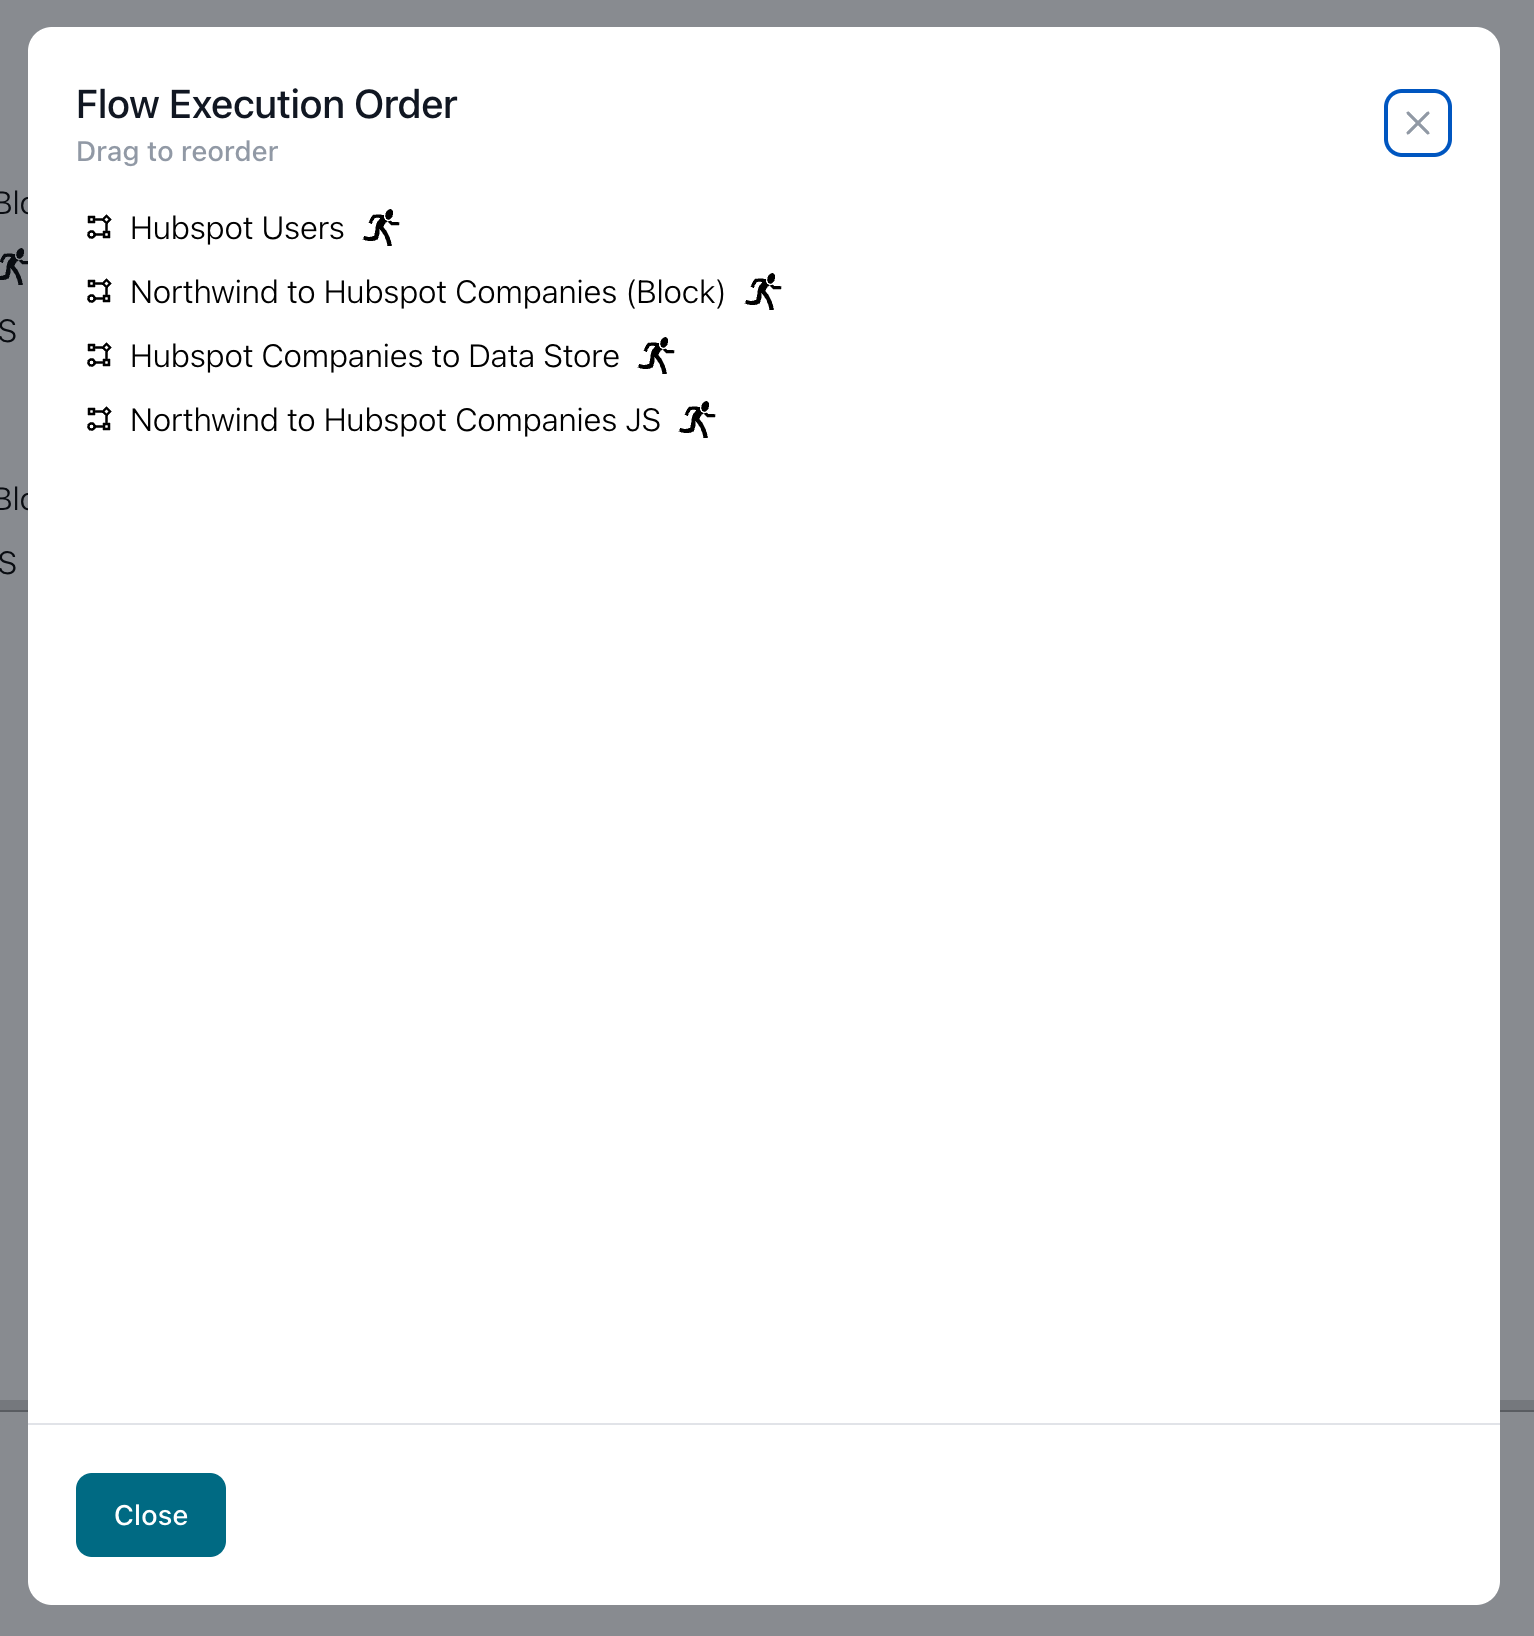 Flow Execution Order
Drag to reorder
Hubspot Users
Northwind to Hubspot Companies (Block)
Hubspot Companies to Data Store
Northwind to Hubspot Companies JS
Close